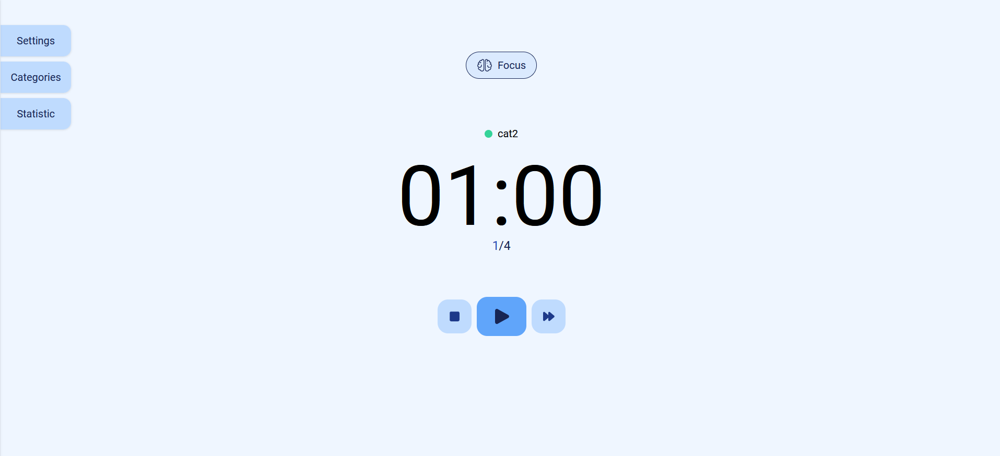 Settings
Categories
Statistic
Focus
cat2
01:00
1/4